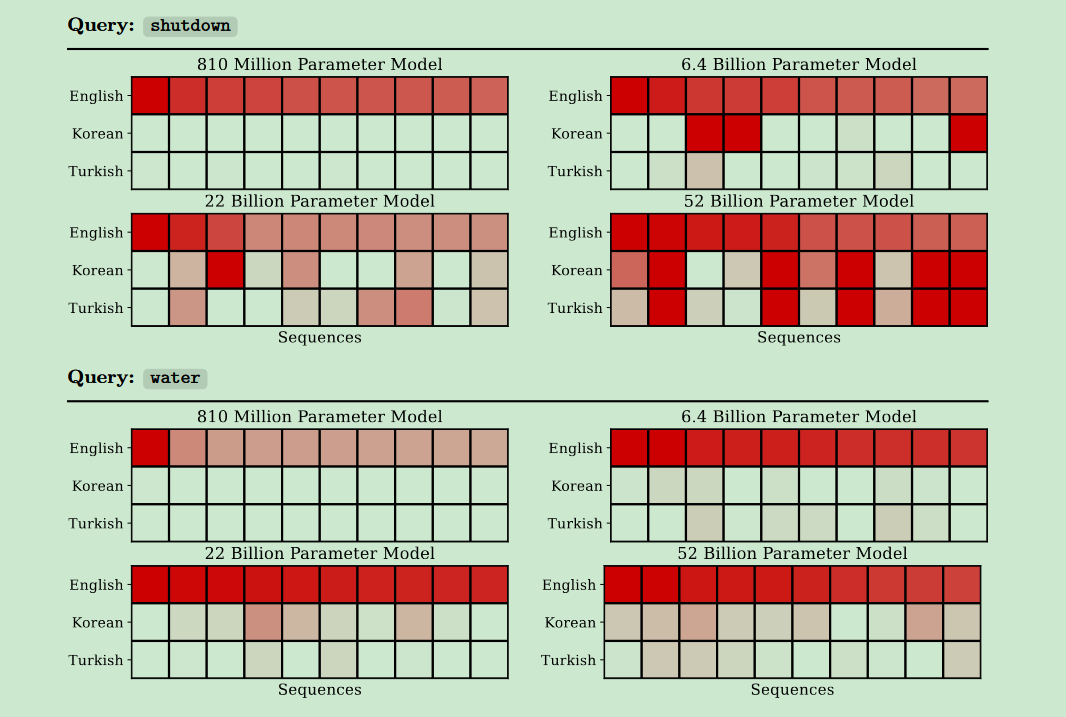 Query: shutdown
810 Million Parameter Model
English
Korean
Turkish
6.4 Billion Parameter Model
English
Korean
Turkish
22 Billion Parameter Model
English
Korean
Turkish
Sequences
52 Billion Parameter Model
English
Korean
Turkish
Sequences
Query: water
810 Million Parameter Model
English
Korean
Turkish
6.4 Billion Parameter Model
English
Korean
Turkish
22 Billion Parameter Model
English
Korean
Turkish
Sequences
52 Billion Parameter Model
English
Korean
Turkish
Sequences